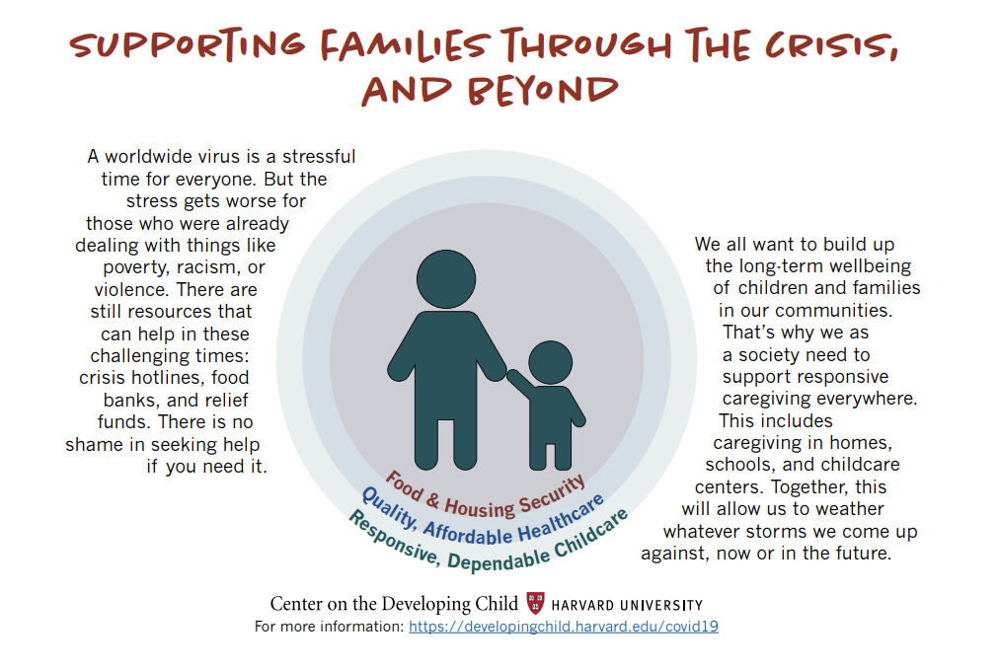 SUPPORTING FAMILIES THROUGH THE CRISIS,
AND BEYOND
A worldwide virus is a stressful
time for everyone. But the
stress gets worse for
those who were already
dealing with things like
poverty, racism, or
violence. There are
still resources that
can help in these
challenging times:
crisis hotlines, food
banks, and relief
funds. There is no
shame in seeking help
if you need it.
We all want to build up
the long-term wellbeing
of children and families
in our communities.
That's why we as
a society need to
support responsive
caregiving everywhere.
This includes
caregiving in homes,
schools, and childcare
centers. Together, this
will allow us to weather
whatever storms we come up
against, now or in the future.
Food & Housing Security
Quality, Affordable Healthcare
Responsive, Dependable Childcare
Center on the Developing Child HARVARD UNIVERSITY
For more information: https://developingchild.harvard.edu/covid19